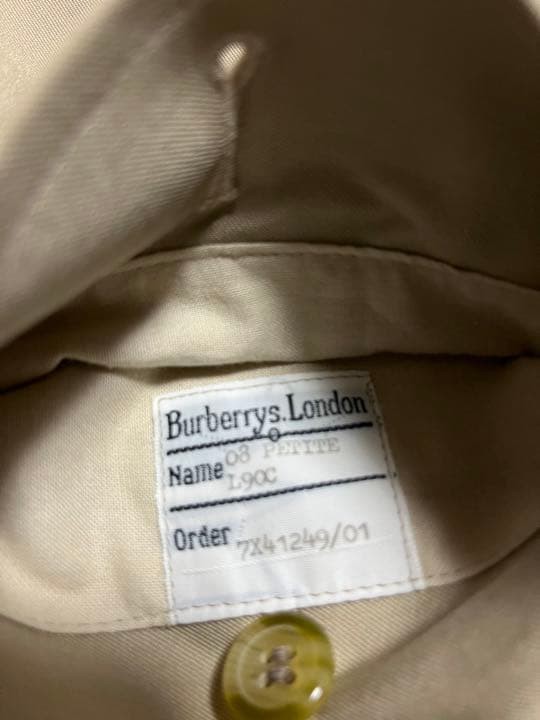 Burberrys.London
Name 08 PETITE
L90C
Order 7X41249/01